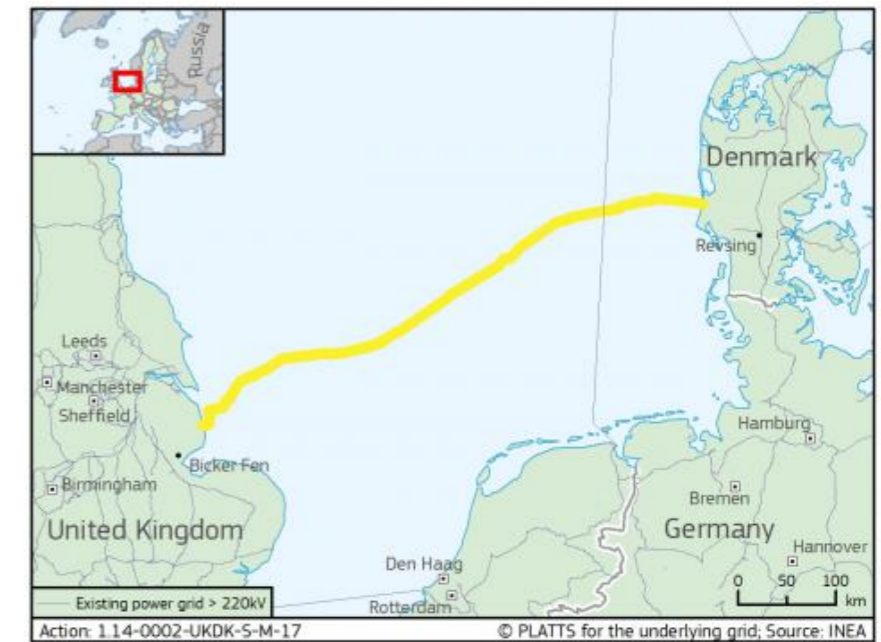 Russia
Denmark
Revsing
Leeds
Manchester
Sheffield
Hamburg
Bicker Fen
Birmingham
Bremen
United Kingdom
Germany
Hannover
Den Haag
0 50 100
km
Existing power grid > 220kV
Rotterdam
Action: 1.14-0002-UKDK-S-M-17
© PLATTS for the underlying grid; Source: INEA